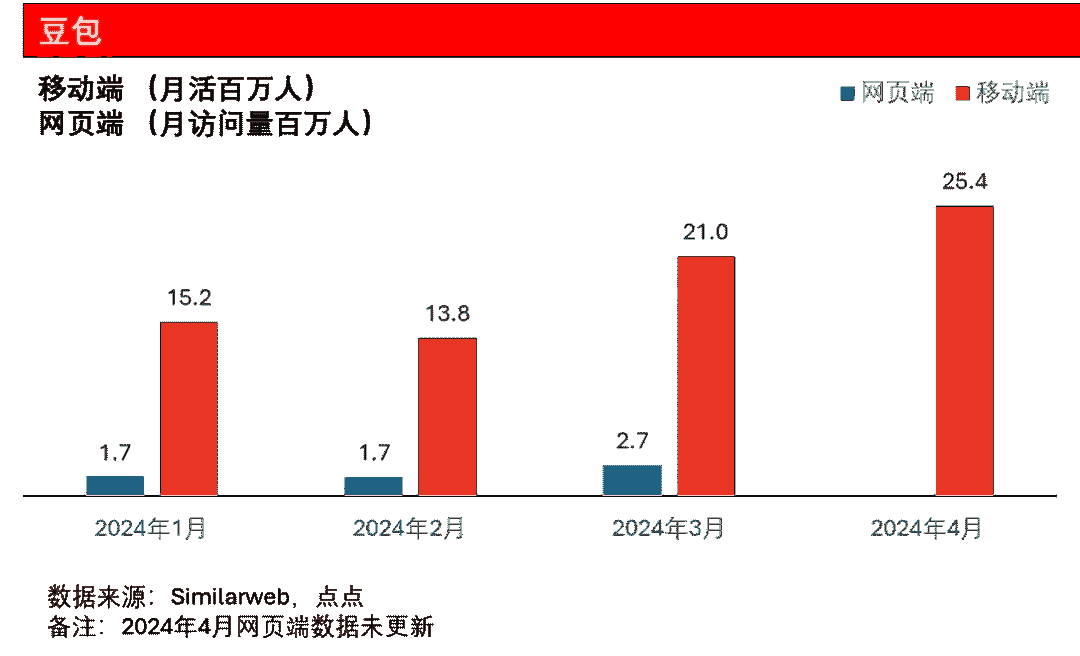 豆包
移动端 （月活百万人）
网页端 （月访问量百万人）
网页端 移动端
25.4
21.0
15.2
13.8
2.7
1.7
1.7
2024年1月 2024年2月 2024年3月 2024年4月
数据来源：Similarweb，点点
备注：2024年4月网页端数据未更新